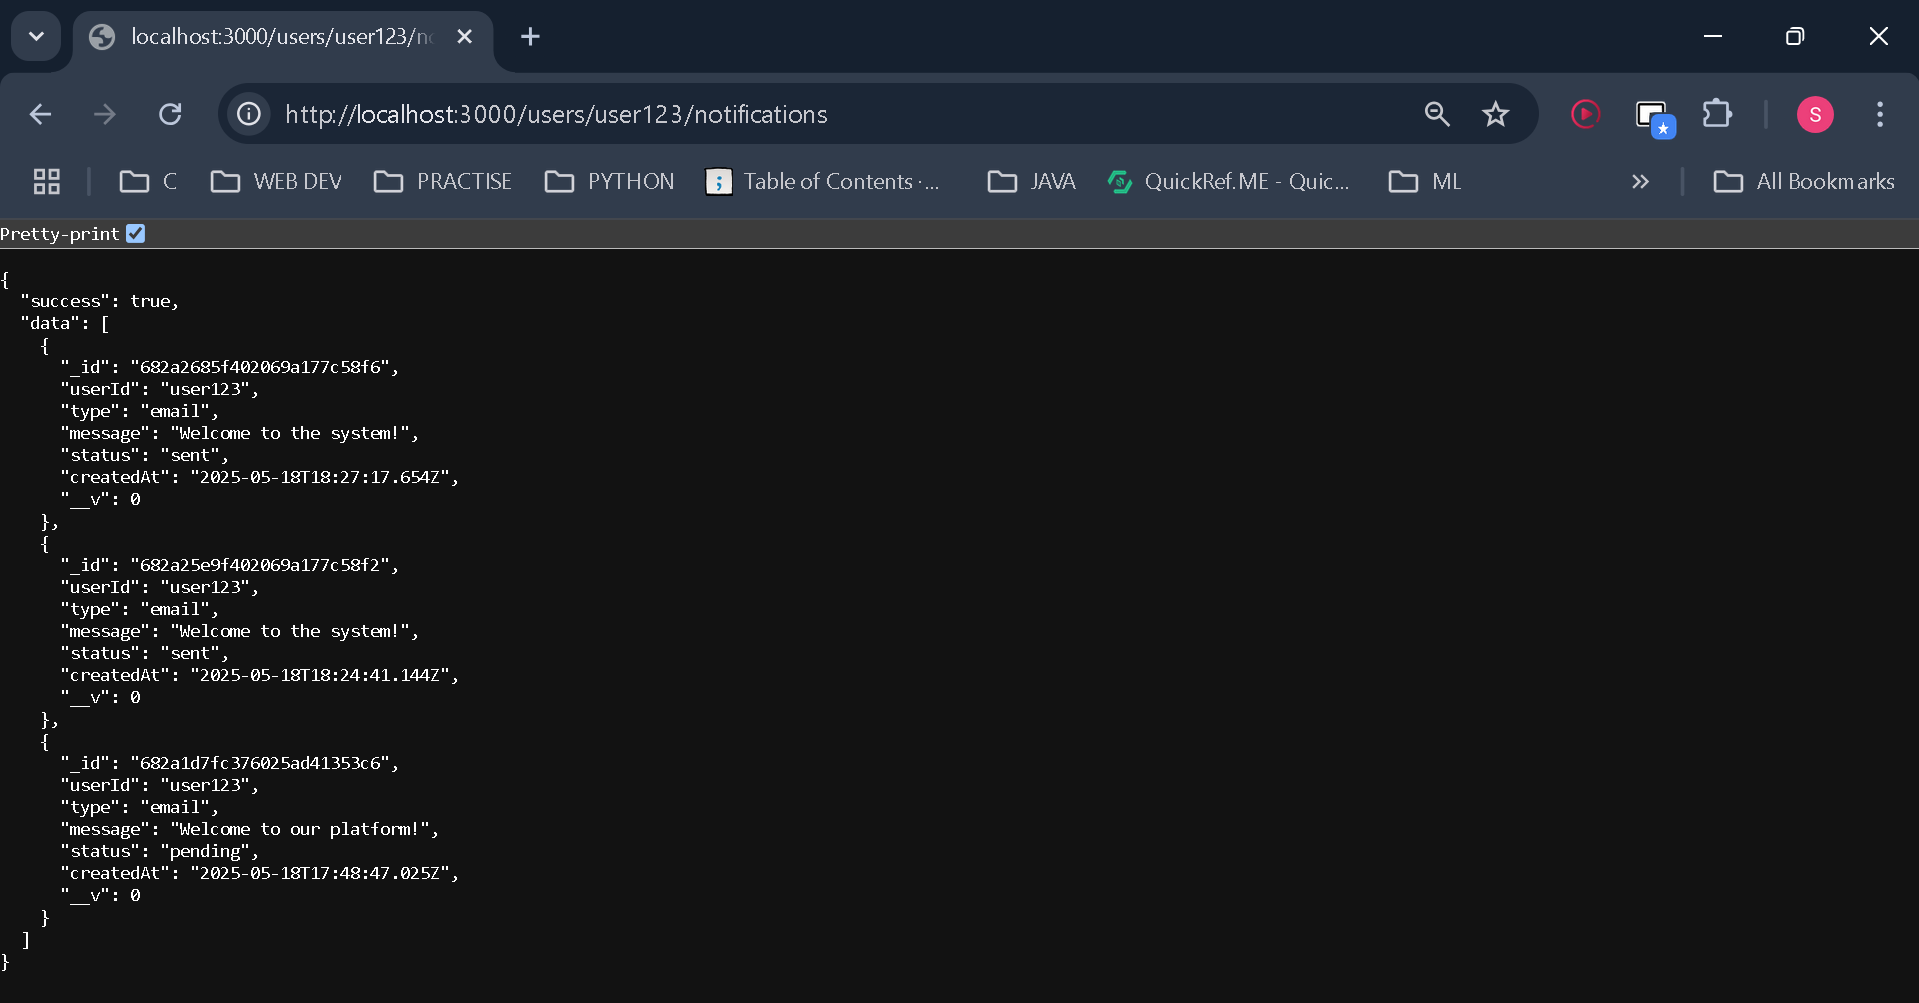 localhost:3000/users/user123/no
http://localhost:3000/users/user123/notifications
S
C
WEB DEV
PRACTISE
PYTHON
Table of Contents ·...
JAVA
QuickRef.ME - Quic...
ML
All Bookmarks
Pretty-print
{
  "success": true,
  "data": [
    {
      "_id": "682a2685f402069a177c58f6",
      "userId": "user123",
      "type": "email",
      "message": "Welcome to the system!",
      "status": "sent",
      "createdAt": "2025-05-18T18:27:17.654Z",
      "__v": 0
    },
    {
      "_id": "682a25e9f402069a177c58f2",
      "userId": "user123",
      "type": "email",
      "message": "Welcome to the system!",
      "status": "sent",
      "createdAt": "2025-05-18T18:24:41.144Z",
      "__v": 0
    },
    {
      "_id": "682a1d7fc376025ad41353c6",
      "userId": "user123",
      "type": "email",
      "message": "Welcome to our platform!",
      "status": "pending",
      "createdAt": "2025-05-18T17:48:47.025Z",
      "__v": 0
    }
  ]
}